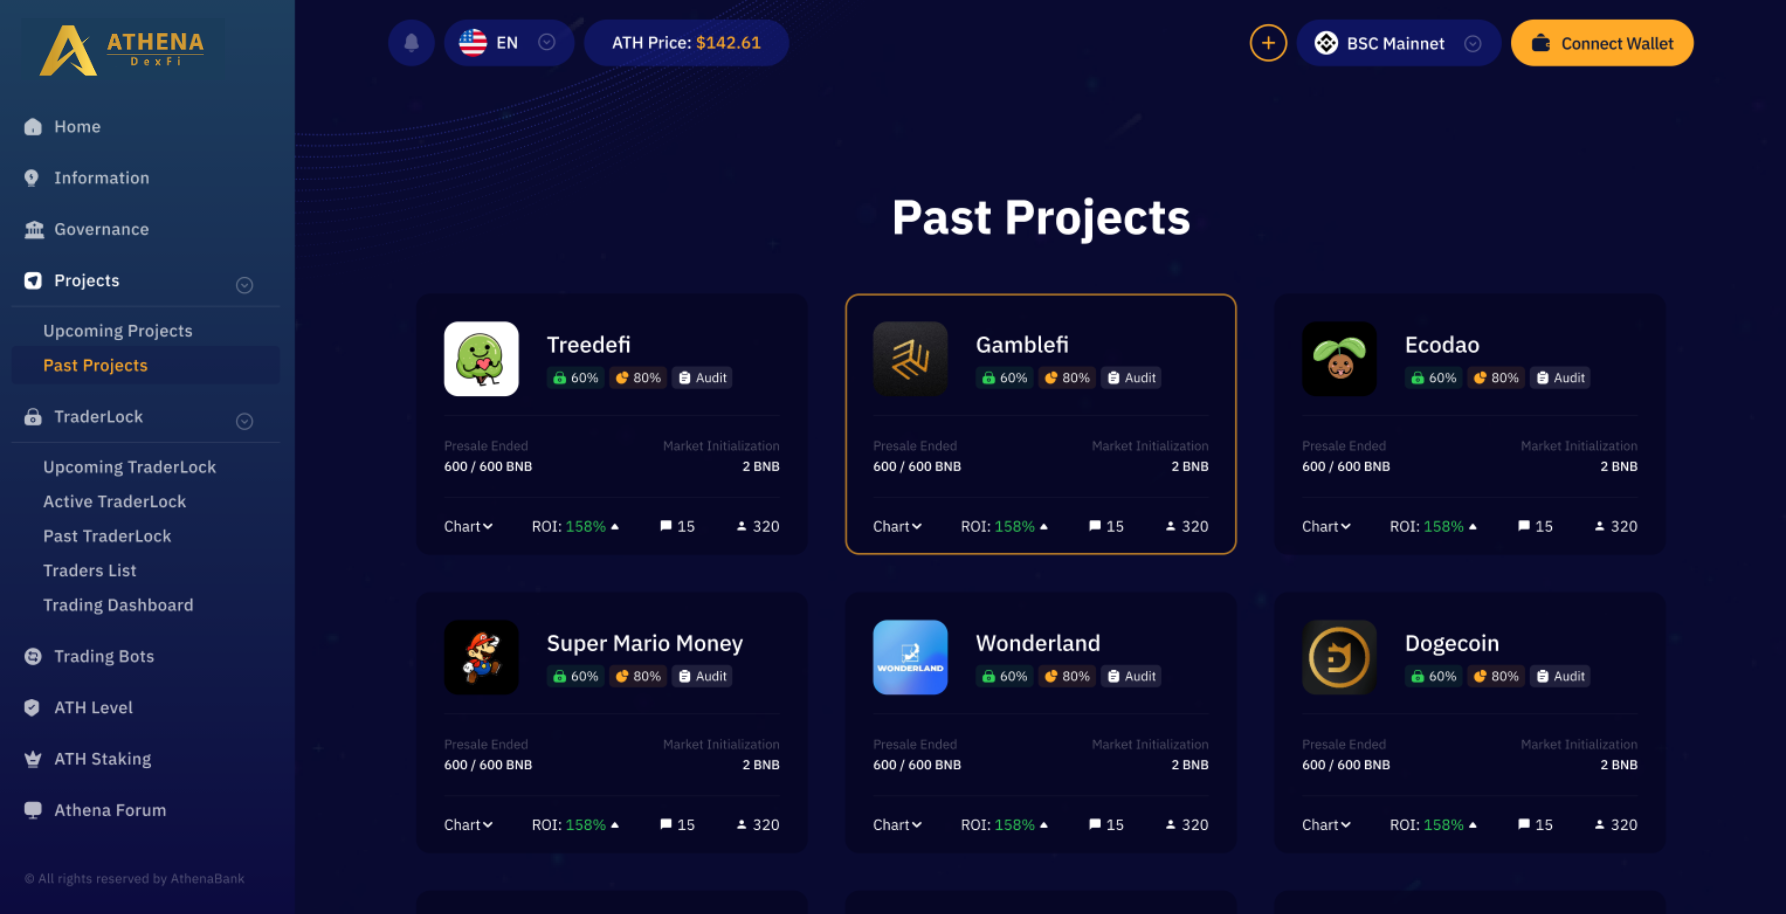 ATHENA
DexFi
Home
Information
Governance
Projects
Upcoming Projects
Past Projects
TraderLock
Upcoming TraderLock
Active TraderLock
Past TraderLock
Traders List
Trading Dashboard
Trading Bots
ATH Level
ATH Staking
Athena Forum
© All rights reserved by AthenaBank
EN
ATH Price: $142.61
BSC Mainnet
Connect Wallet
Past Projects
Treedefi
60% 80% Audit
Presale Ended Market Initialization
600 / 600 BNB 2 BNB
Chart ROI: 158% 15 320
Gamblefi
60% 80% Audit
Presale Ended Market Initialization
600 / 600 BNB 2 BNB
Chart ROI: 158% 15 320
Ecodao
60% 80% Audit
Presale Ended Market Initialization
600 / 600 BNB 2 BNB
Chart ROI: 158% 15 320
Super Mario Money
60% 80% Audit
Presale Ended Market Initialization
600 / 600 BNB 2 BNB
Chart ROI: 158% 15 320
WONDERLAND
Wonderland
60% 80% Audit
Presale Ended Market Initialization
600 / 600 BNB 2 BNB
Chart ROI: 158% 15 320
Dogecoin
60% 80% Audit
Presale Ended Market Initialization
600 / 600 BNB 2 BNB
Chart ROI: 158% 15 320